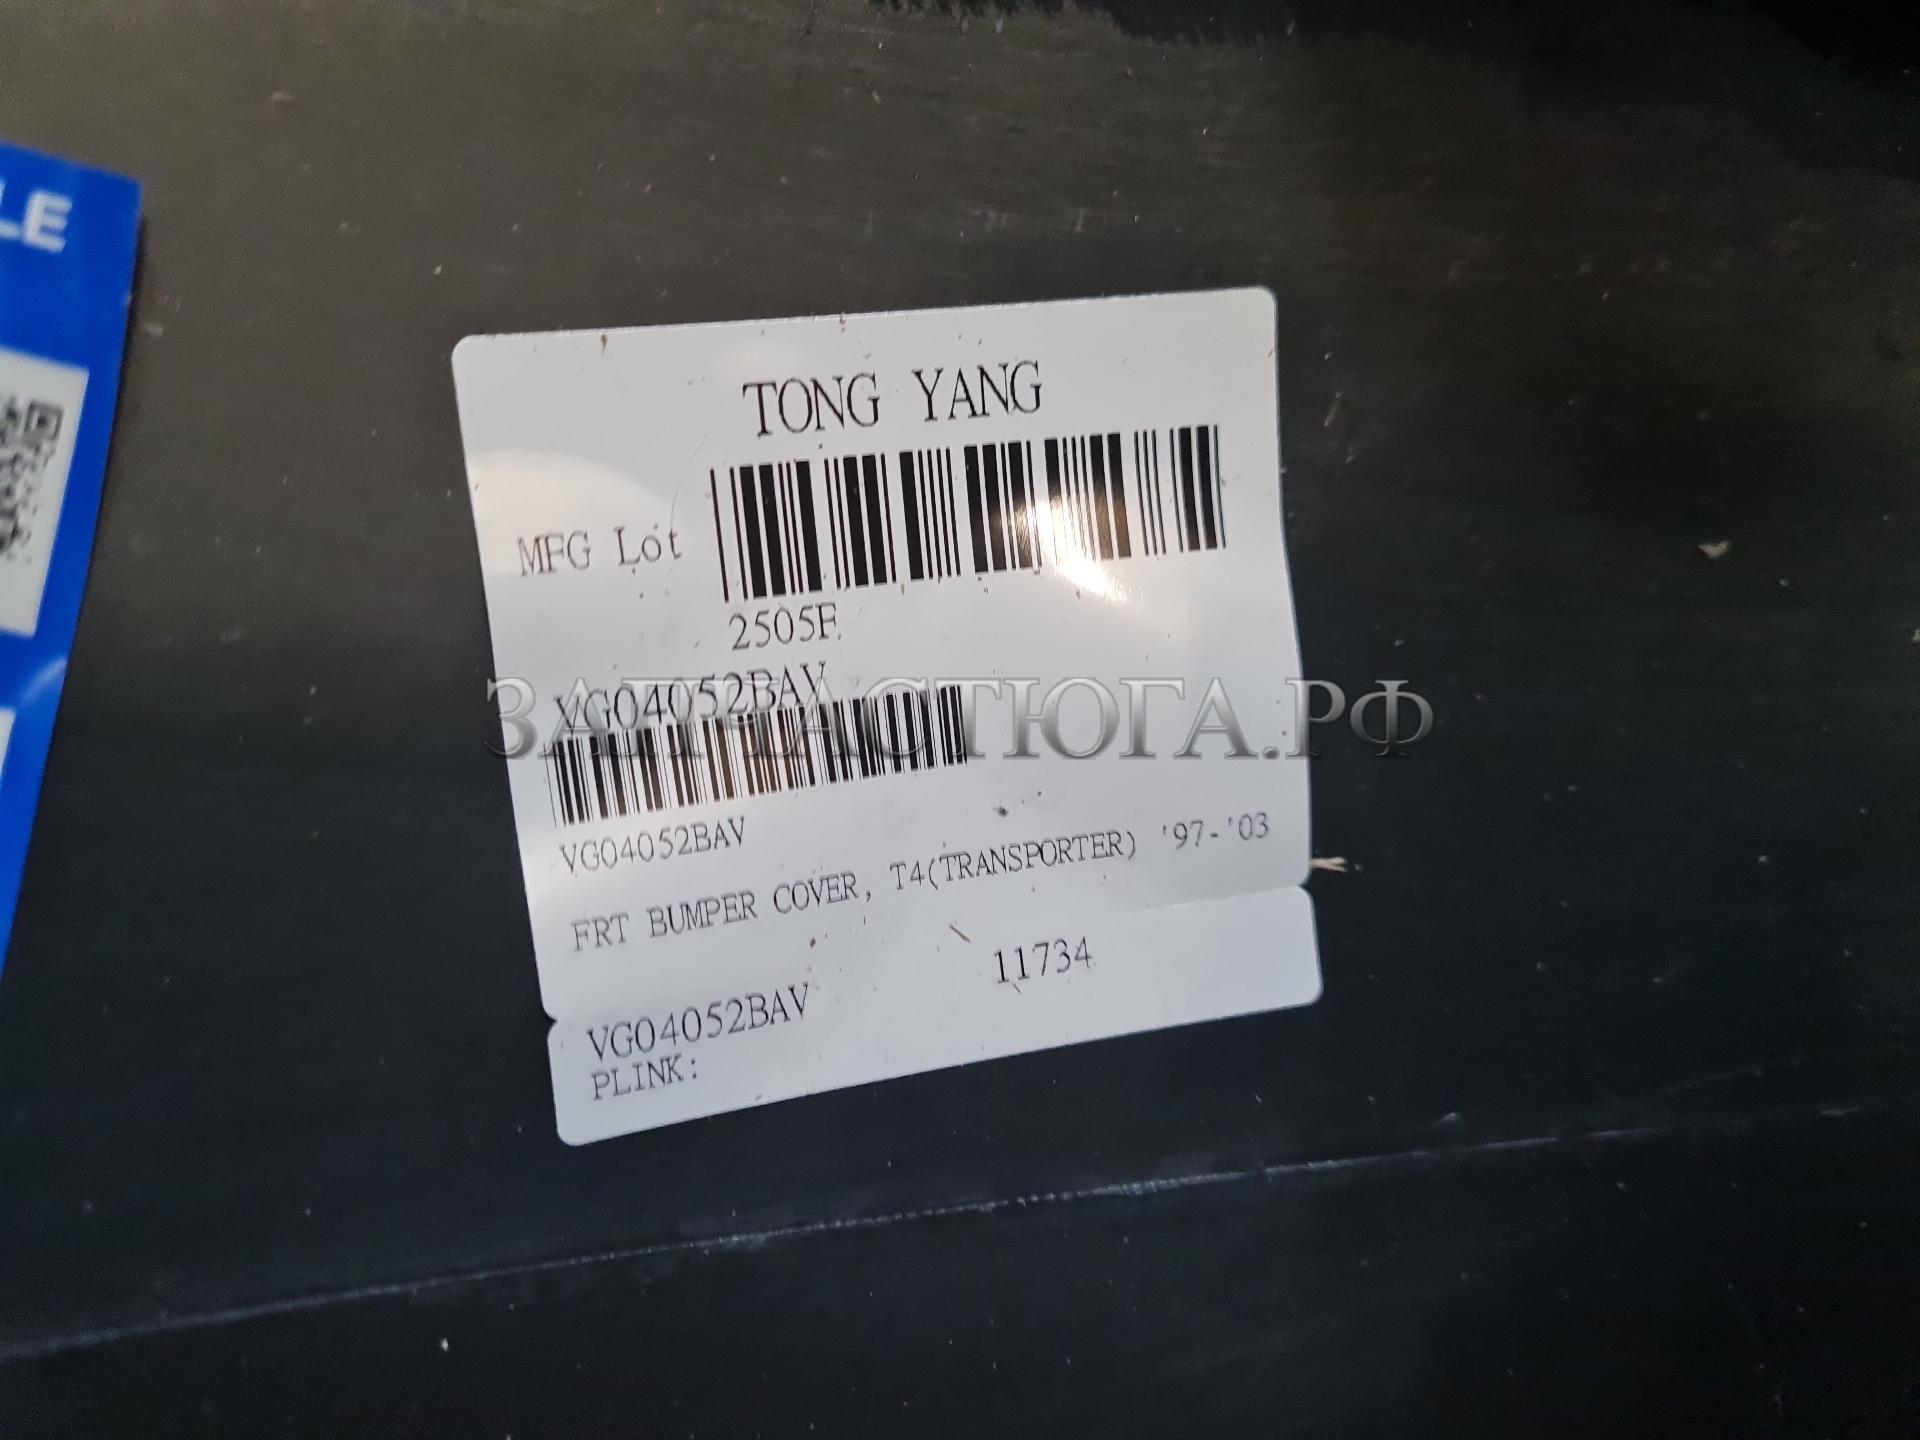 LE
TONG YANG
MFG Lot
2505F
VG04052BAV
ЗАПЧАСТЮГА.РФ
VG04052BAV
FRT BUMPER COVER, T4(TRANSPORTER) '97-'03
VG04052BAV 11734
PLINK: